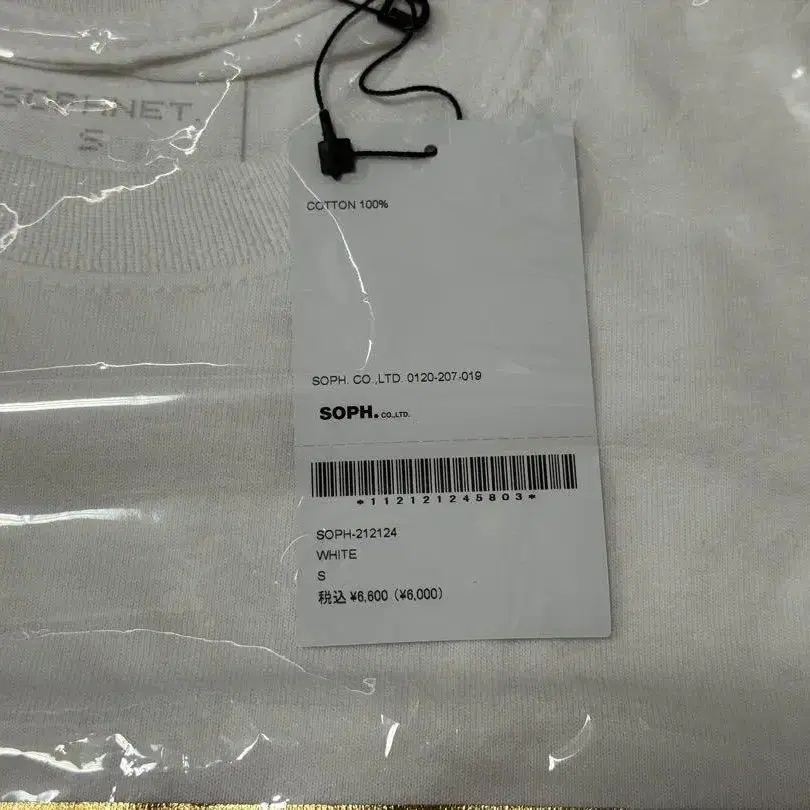 SOPHNET.
S
COTTON 100%
SOPH. CO.,LTD. 0120-207-019
SOPH. CO.,LTD.
*112121245803*
SOPH-212124
WHITE
S
税込 ¥6,600 (¥6,000)